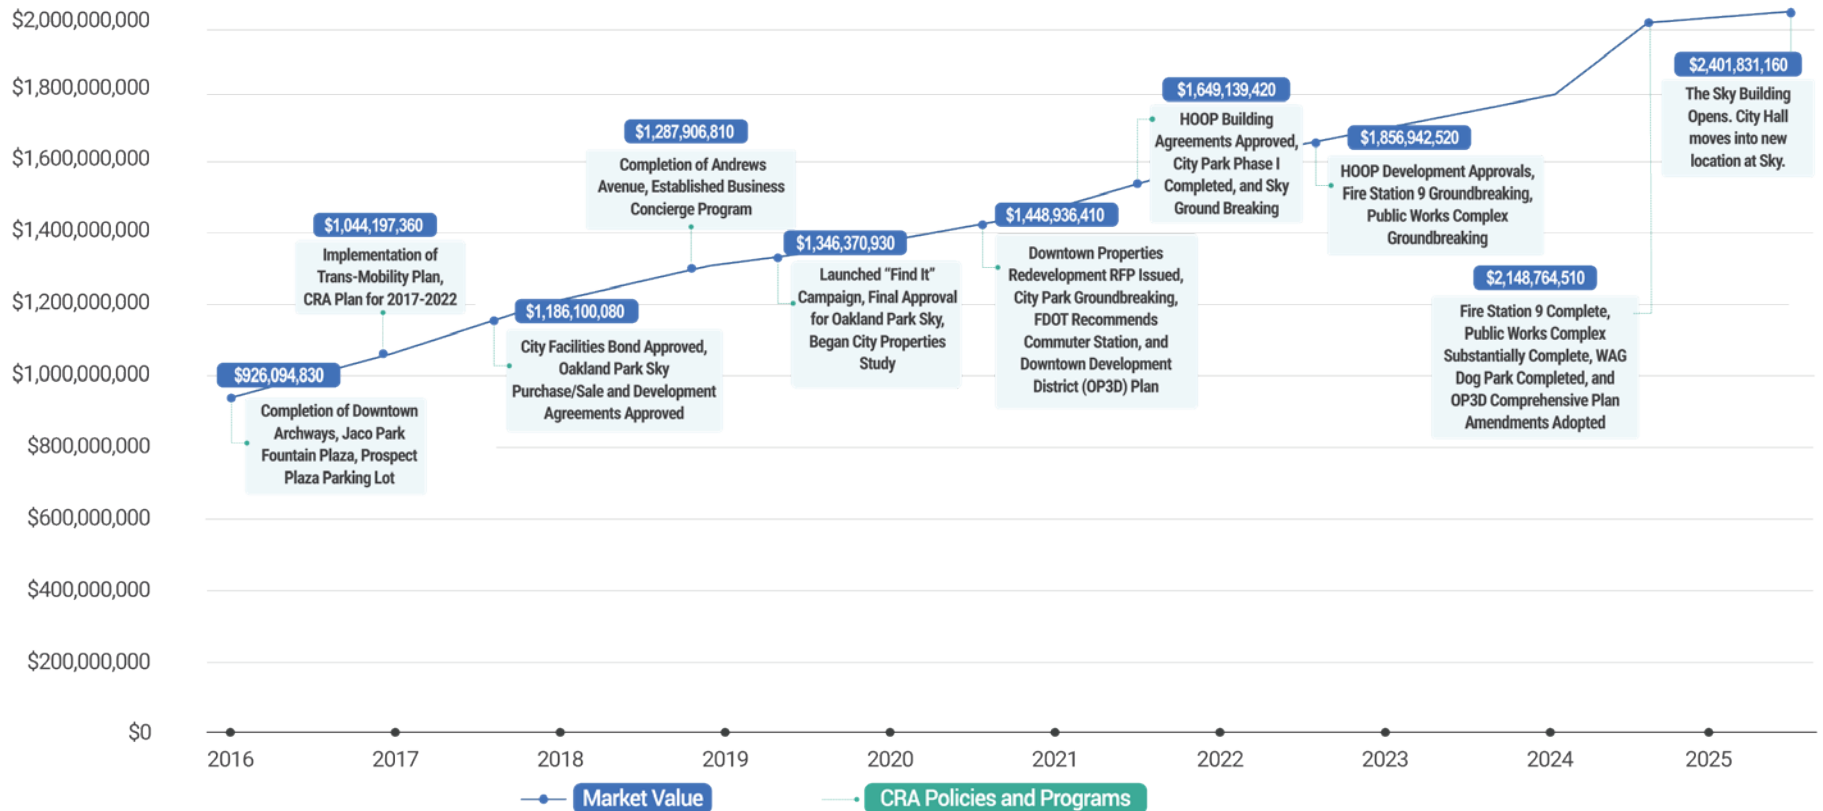 $2,000,000,000
$1,800,000,000
$1,600,000,000
$1,400,000,000
$1,200,000,000
$1,000,000,000
$800,000,000
$600,000,000
$400,000,000
$200,000,000
$0
$926,094,830
Completion of Downtown
Archways, Jaco Park
Fountain Plaza, Prospect
Plaza Parking Lot
$1,044,197,360
Implementation of
Trans-Mobility Plan,
CRA Plan for 2017-2022
$1,186,100,080
City Facilities Bond Approved,
Oakland Park Sky
Purchase/Sale and Development
Agreements Approved
$1,287,906,810
Completion of Andrews
Avenue, Established Business
Concierge Program
$1,346,370,930
Launched “Find It”
Campaign, Final Approval
for Oakland Park Sky,
Began City Properties
Study
$1,448,936,410
Downtown Properties
Redevelopment RFP Issued,
City Park Groundbreaking,
FDOT Recommends
Commuter Station, and
Downtown Development
District (OP3D) Plan
$1,649,139,420
HOOP Building
Agreements Approved,
City Park Phase I
Completed, and Sky
Ground Breaking
$1,856,942,520
HOOP Development Approvals,
Fire Station 9 Groundbreaking,
Public Works Complex
Groundbreaking
$2,148,764,510
Fire Station 9 Complete,
Public Works Complex
Substantially Complete, WAG
Dog Park Completed, and
OP3D Comprehensive Plan
Amendments Adopted
$2,401,831,160
The Sky Building
Opens. City Hall
moves into new
location at Sky.
2016 2017 2018 2019 2020 2021 2022 2023 2024 2025
Market Value CRA Policies and Programs